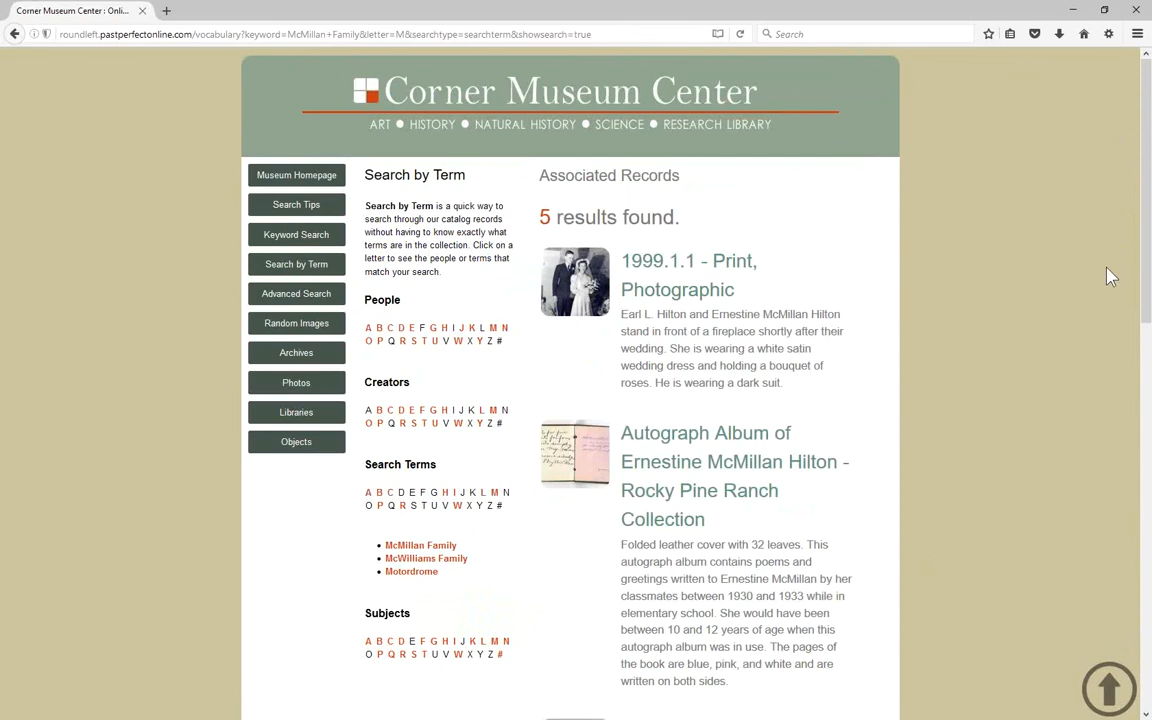 Corner Museum Center : Onli...
roundleft.pastperfectonline.com/vocabulary?keyword=McMillan+Family&letter=M&searchtype=searchterm&showsearch=true
Search
Corner Museum Center
ART ● HISTORY ● NATURAL HISTORY ● SCIENCE ● RESEARCH LIBRARY
Museum Homepage
Search Tips
Keyword Search
Search by Term
Advanced Search
Random Images
Archives
Photos
Libraries
Objects
Search by Term
Search by Term is a quick way to
search through our catalog records
without having to know exactly what
terms are in the collection. Click on a
letter to see the people or terms that
match your search.
People
A B C D E F G H I J K L M N
O P Q R S T U V W X Y Z #
Creators
A B C D E F G H I J K L M N
O P Q R S T U V W X Y Z #
Search Terms
A B C D E F G H I J K L M N
O P Q R S T U V W X Y Z #
• McMillan Family
• McWilliams Family
• Motordrome
Subjects
A B C D E F G H I J K L M N
O P Q R S T U V W X Y Z #
Associated Records
5 results found.
1999.1.1 - Print,
Photographic
Earl L. Hilton and Ernestine McMillan Hilton
stand in front of a fireplace shortly after their
wedding. She is wearing a white satin
wedding dress and holding a bouquet of
roses. He is wearing a dark suit.
Autograph Album of
Ernestine McMillan Hilton -
Rocky Pine Ranch
Collection
Folded leather cover with 32 leaves. This
autograph album contains poems and
greetings written to Ernestine McMillan by her
classmates between 1930 and 1933 while in
elementary school. She would have been
between 10 and 12 years of age when this
autograph album was in use. The pages of
the book are blue, pink, and white and are
written on both sides.